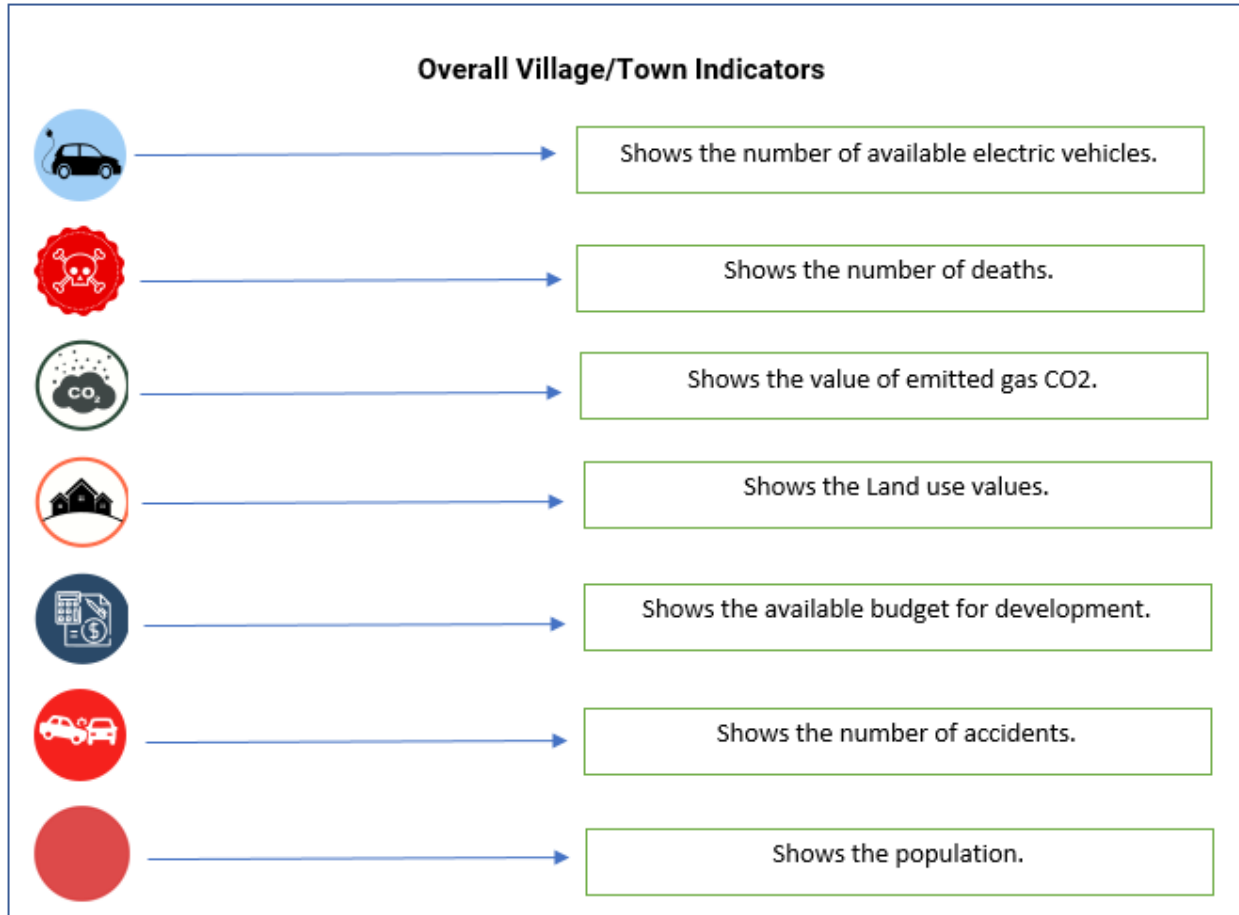 Overall Village/Town Indicators
Shows the number of available electric vehicles.
Shows the number of deaths.
CO₂
Shows the value of emitted gas CO2.
Shows the Land use values.
Shows the available budget for development.
Shows the number of accidents.
Shows the population.